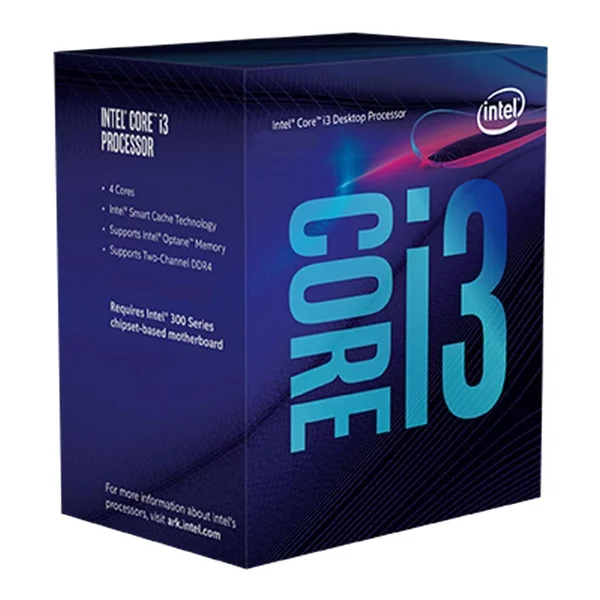 INTEL® CORE™ i3
PROCESSOR
• 4 Cores
• Intel® Smart Cache Technology
• Supports Intel® Optane™ Memory
• Supports Two-Channel DDR4
Requires Intel® 300 Series
chipset-based motherboard
For more information about Intel's
processors, visit ark.intel.com
Intel® Core™ i3 Desktop Processor
intel®
CORE i3